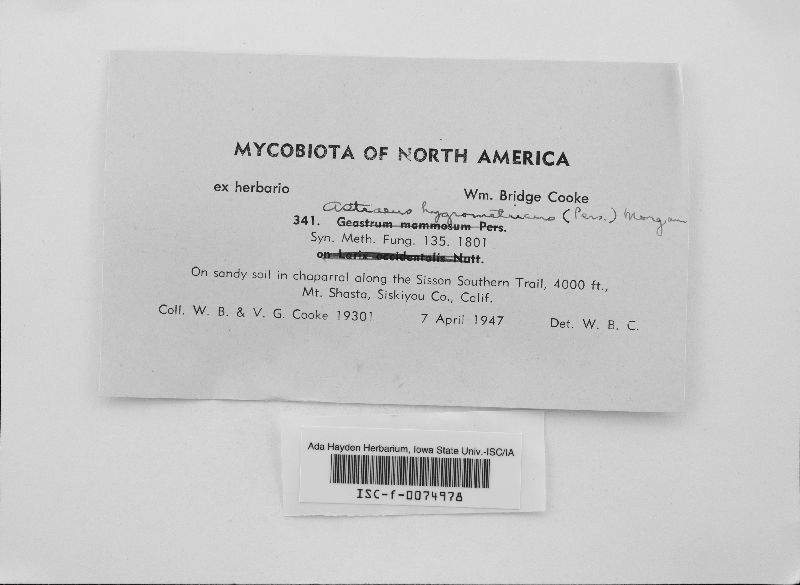 MYCOBIOTA OF NORTH AMERICA
ex herbario Wm. Bridge Cooke
Astraeus hygrometricus (Pers.) Morgan
341. Geastrum mammosum Pers.
Syn. Meth. Fung. 135. 1801
on Larix occidentalis Nutt.
On sandy soil in chaparral along the Sisson Southern Trail, 4000 ft.,
Mt. Shasta, Siskiyou Co., Calif.
Coll. W. B. & V. G. Cooke 19301 7 April 1947 Det. W. B. C.
Ada Hayden Herbarium, Iowa State Univ.-ISC/IA
ISC-f-0074978